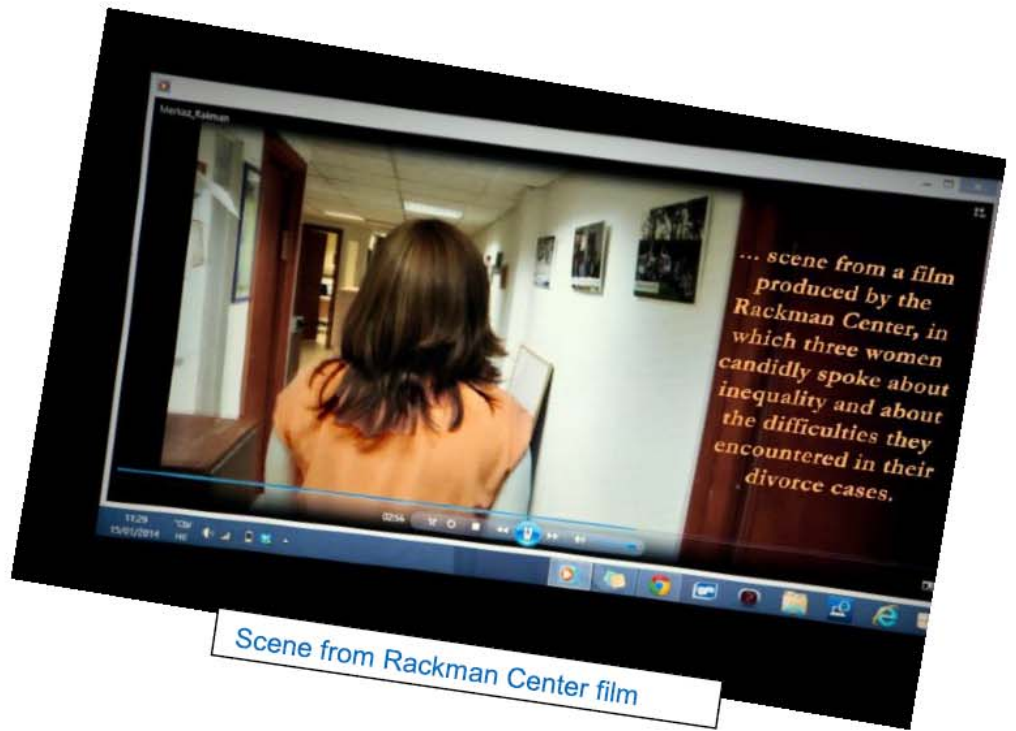 Merkaz_Rakman
... scene from a film
produced by the
Rackman Center, in
which three women
candidly spoke about
inequality and about
the difficulties they
encountered in their
divorce cases.
02:54
11:29
15/01/2014
Scene from Rackman Center film